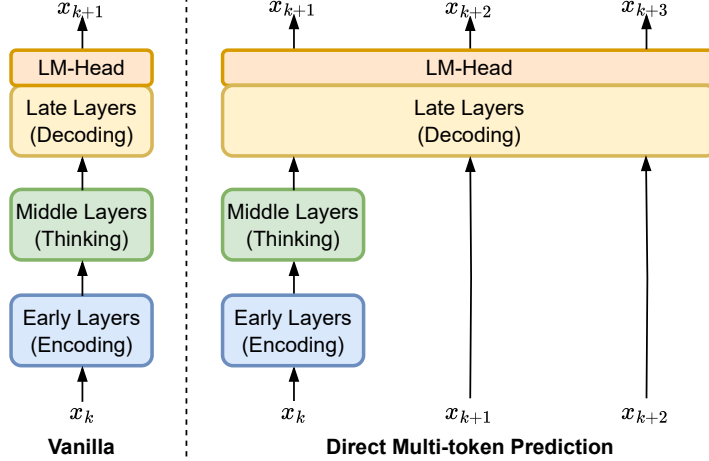 x_{k+1}
LM-Head
Late Layers
(Decoding)
Middle Layers
(Thinking)
Early Layers
(Encoding)
x_k
Vanilla
x_{k+1} x_{k+2} x_{k+3}
LM-Head
Late Layers
(Decoding)
Middle Layers
(Thinking)
Early Layers
(Encoding)
x_k x_{k+1} x_{k+2}
Direct Multi-token Prediction